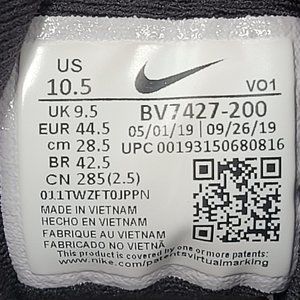 US
10.5
V01
UK 9.5
BV7427-200
EUR 44.5
05/01/19 | 09/26/19
cm 28.5
UPC 00193150680816
BR 42.5
CN 285(2.5)
MADE IN VIETNAM
HECHO EN VIETNAM
FABRIQUE AU VIETNAM
FABRICADO NO VIETNÃ
This product is covered by one or more patents:
www.nike.com/patentsvirtualmarking